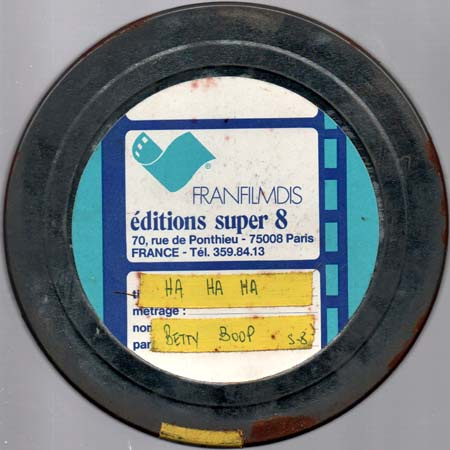 FRANFILMDIS
éditions super 8
70, rue de Ponthieu - 75008 Paris
FRANCE - Tél. 359.84.13
HA HA HA
métrage :
BETTY BOOP S-8